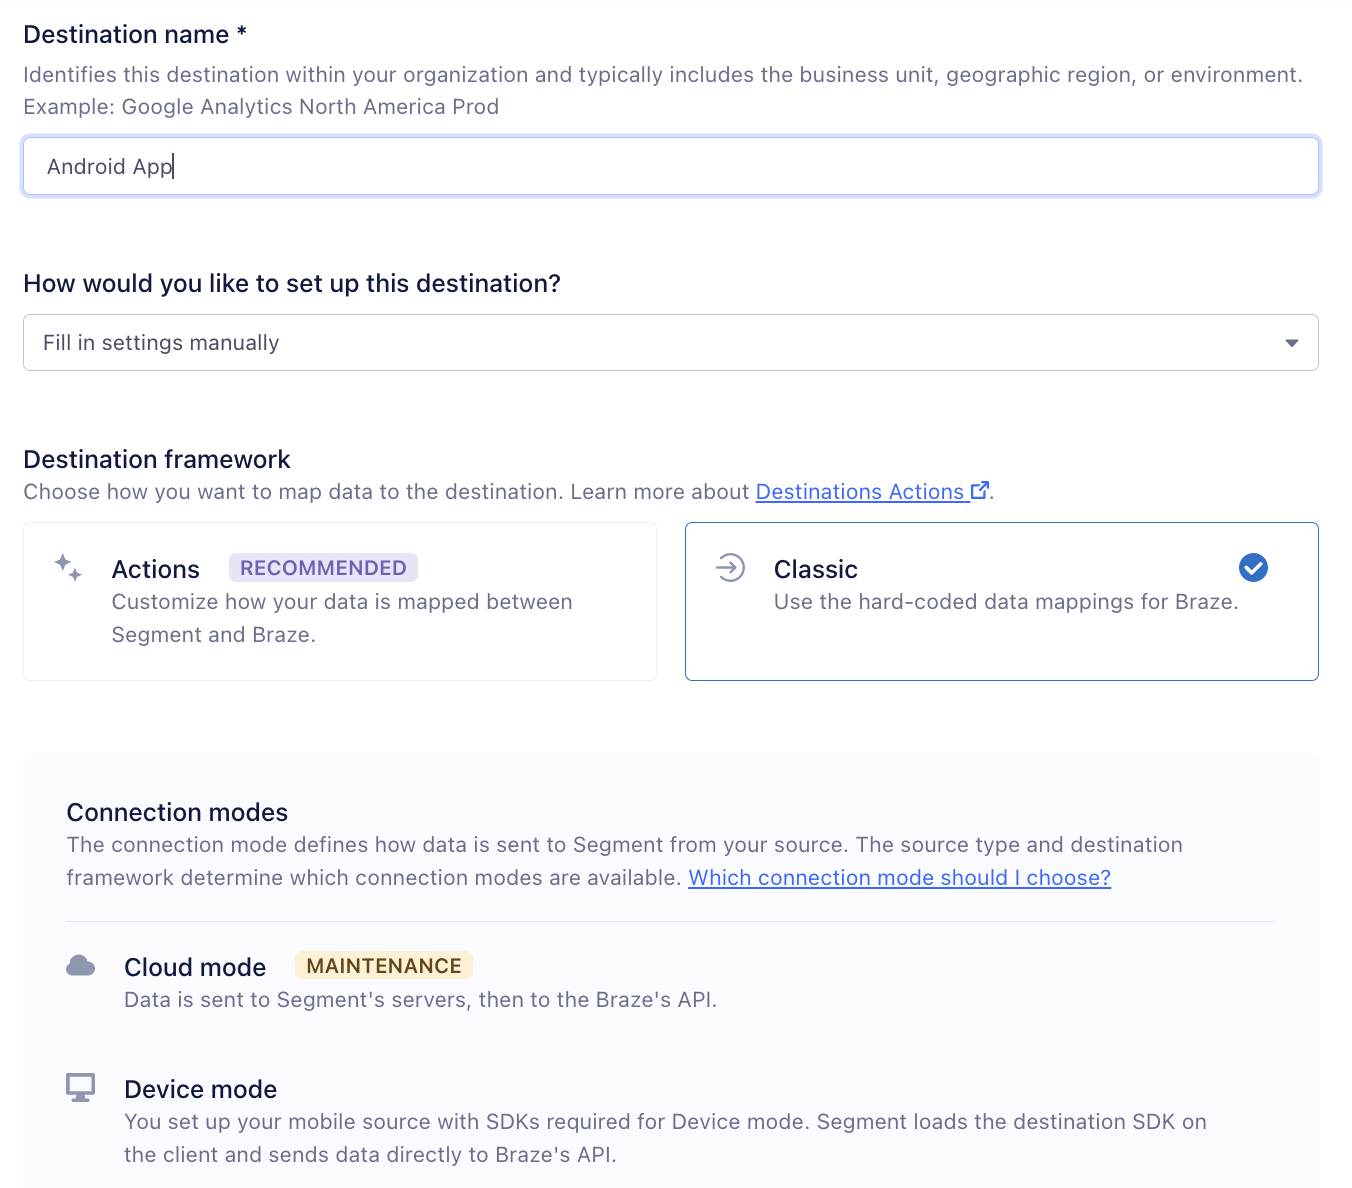 Destination name *
Identifies this destination within your organization and typically includes the business unit, geographic region, or environment.
Example: Google Analytics North America Prod
Android App
How would you like to set up this destination?
Fill in settings manually
Destination framework
Choose how you want to map data to the destination. Learn more about Destinations Actions.
Actions RECOMMENDED
Customize how your data is mapped between
Segment and Braze.
Classic
Use the hard-coded data mappings for Braze.
Connection modes
The connection mode defines how data is sent to Segment from your source. The source type and destination
framework determine which connection modes are available. Which connection mode should I choose?
Cloud mode MAINTENANCE
Data is sent to Segment's servers, then to the Braze's API.
Device mode
You set up your mobile source with SDKs required for Device mode. Segment loads the destination SDK on
the client and sends data directly to Braze's API.